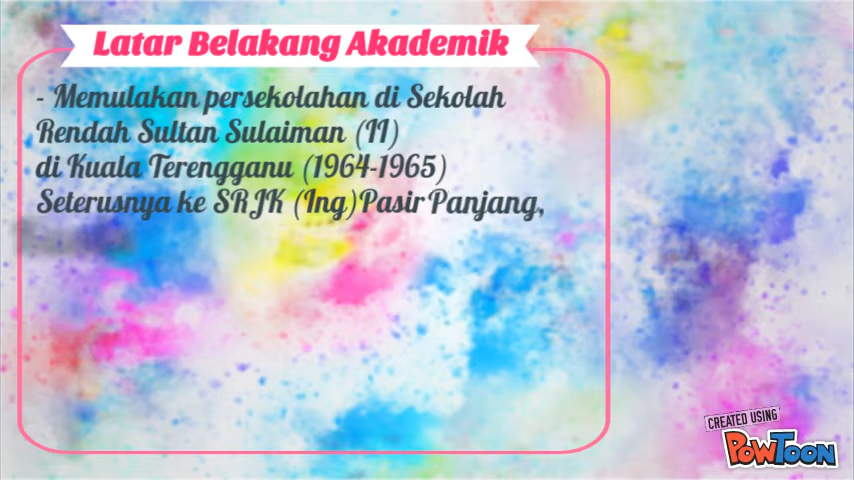 Latar Belakang Akademik
- Memulakan persekolahan di Sekolah
Rendah Sultan Sulaiman (II)
di Kuala Terengganu (1964-1965)
Seterusnya ke SRJK (Ing)Pasir Panjang,
CREATED USING
POWTOON